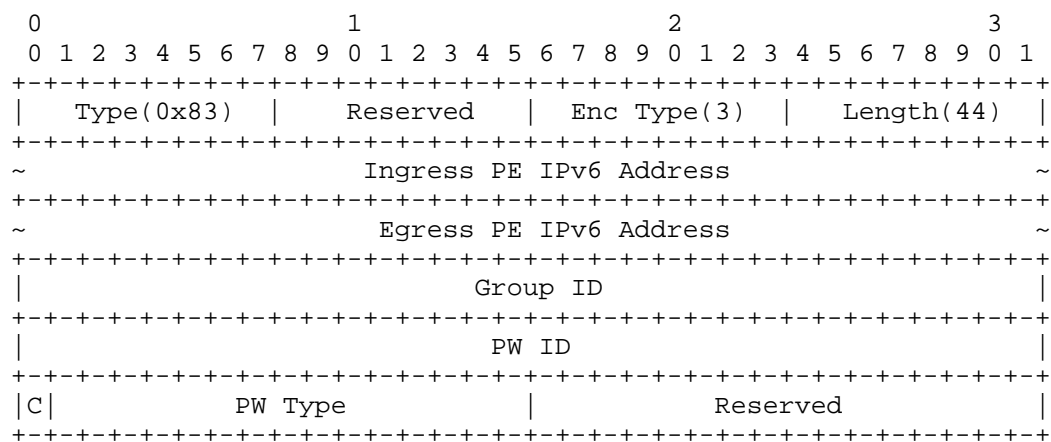 0                   1                   2                   3
 0 1 2 3 4 5 6 7 8 9 0 1 2 3 4 5 6 7 8 9 0 1 2 3 4 5 6 7 8 9 0 1
+-+-+-+-+-+-+-+-+-+-+-+-+-+-+-+-+-+-+-+-+-+-+-+-+-+-+-+-+-+-+-+-+
|   Type(0x83)  |    Reserved   |  Enc Type(3)  |   Length(44)  |
+-+-+-+-+-+-+-+-+-+-+-+-+-+-+-+-+-+-+-+-+-+-+-+-+-+-+-+-+-+-+-+-+
~                     Ingress PE IPv6 Address                   ~
+-+-+-+-+-+-+-+-+-+-+-+-+-+-+-+-+-+-+-+-+-+-+-+-+-+-+-+-+-+-+-+-+
~                      Egress PE IPv6 Address                   ~
+-+-+-+-+-+-+-+-+-+-+-+-+-+-+-+-+-+-+-+-+-+-+-+-+-+-+-+-+-+-+-+-+
|                            Group ID                           |
+-+-+-+-+-+-+-+-+-+-+-+-+-+-+-+-+-+-+-+-+-+-+-+-+-+-+-+-+-+-+-+-+
|                             PW ID                             |
+-+-+-+-+-+-+-+-+-+-+-+-+-+-+-+-+-+-+-+-+-+-+-+-+-+-+-+-+-+-+-+-+
|C|           PW Type           |           Reserved            |
+-+-+-+-+-+-+-+-+-+-+-+-+-+-+-+-+-+-+-+-+-+-+-+-+-+-+-+-+-+-+-+-+